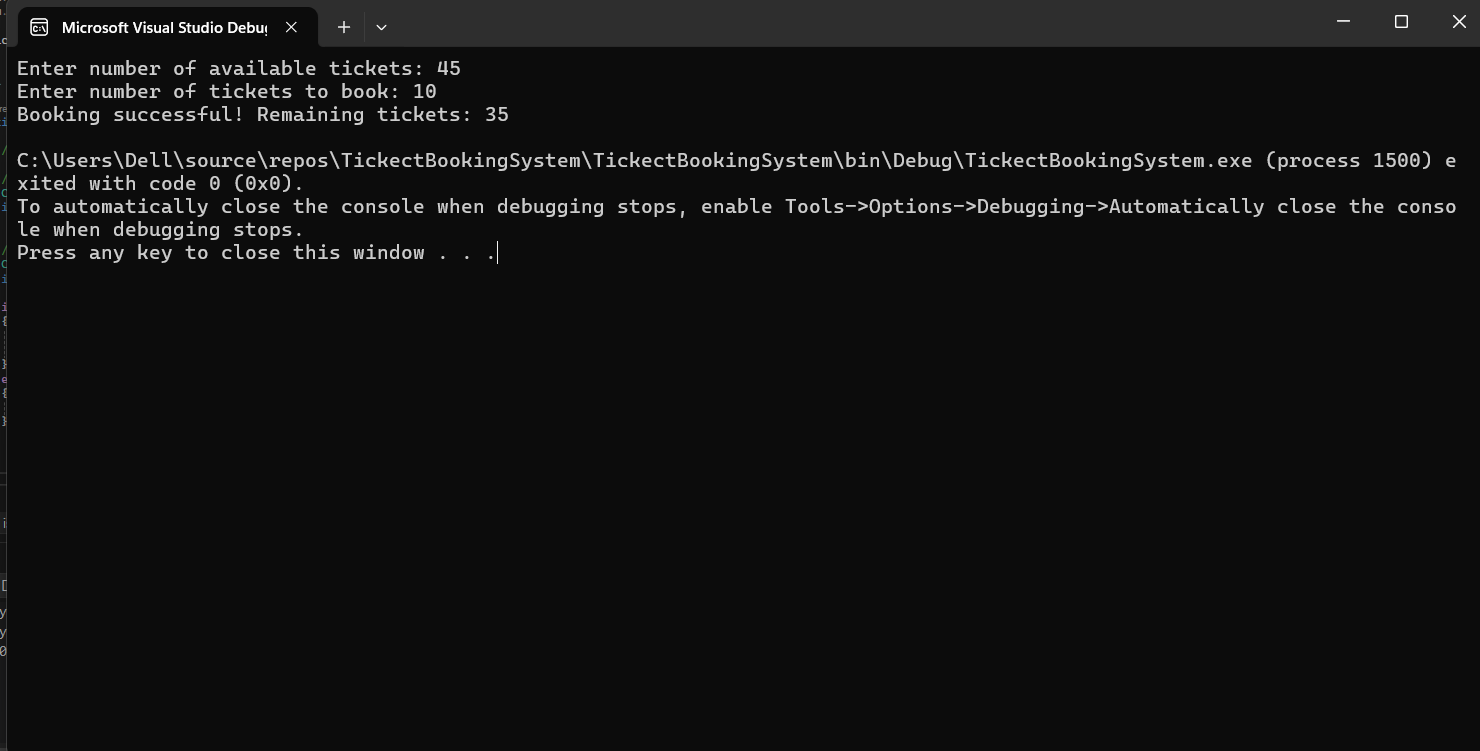 Microsoft Visual Studio Debug
Enter number of available tickets: 45
Enter number of tickets to book: 10
Booking successful! Remaining tickets: 35
C:\Users\Dell\source\repos\TickectBookingSystem\TickectBookingSystem\bin\Debug\TickectBookingSystem.exe (process 1500) e
xited with code 0 (0x0).
To automatically close the console when debugging stops, enable Tools->Options->Debugging->Automatically close the conso
le when debugging stops.
Press any key to close this window . . .